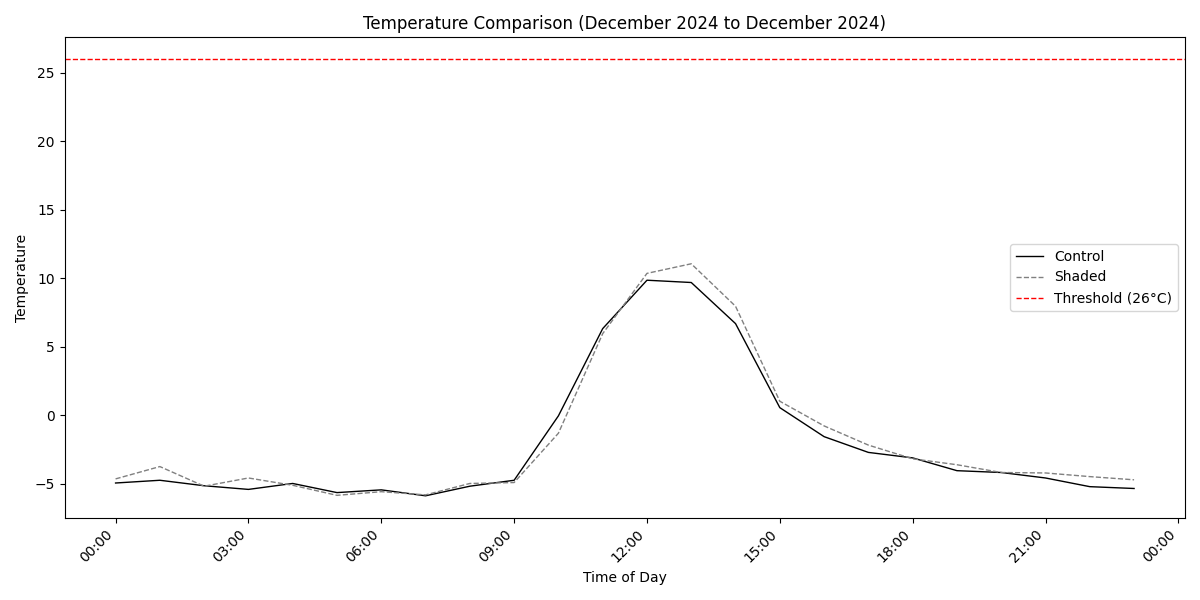 Temperature Comparison (December 2024 to December 2024)
Temperature
25
20
15
10
5
0
−5
Control
Shaded
Threshold (26°C)
00:00
03:00
06:00
09:00
12:00
15:00
18:00
21:00
00:00
Time of Day